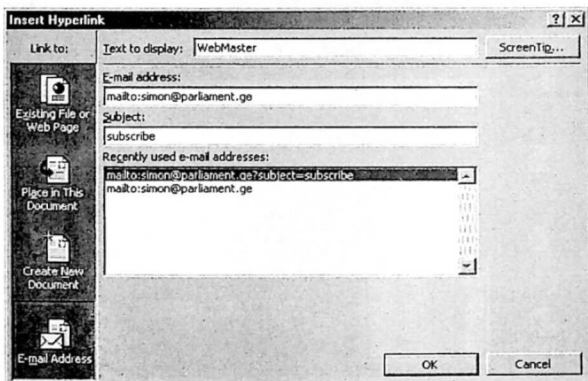 Insert Hyperlink
Link to:
Text to display: WebMaster
ScreenTip...
E-mail address:
mailto:simon@parliament.ge
Existing File or
Web Page
Subject:
subscribe
Recently used e-mail addresses:
mailto:simon@parliament.ge?subject=subscribe
mailto:simon@parliament.ge
Place in This
Document
Create New
Document
E-mail Address
OK
Cancel